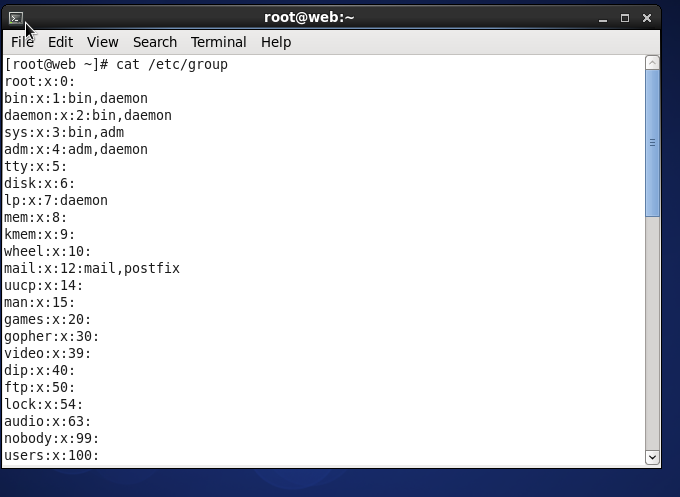 root@web:~
File Edit View Search Terminal Help
[root@web ~]# cat /etc/group
root:x:0:
bin:x:1:bin,daemon
daemon:x:2:bin,daemon
sys:x:3:bin,adm
adm:x:4:adm,daemon
tty:x:5:
disk:x:6:
lp:x:7:daemon
mem:x:8:
kmem:x:9:
wheel:x:10:
mail:x:12:mail,postfix
uucp:x:14:
man:x:15:
games:x:20:
gopher:x:30:
video:x:39:
dip:x:40:
ftp:x:50:
lock:x:54:
audio:x:63:
nobody:x:99:
users:x:100: